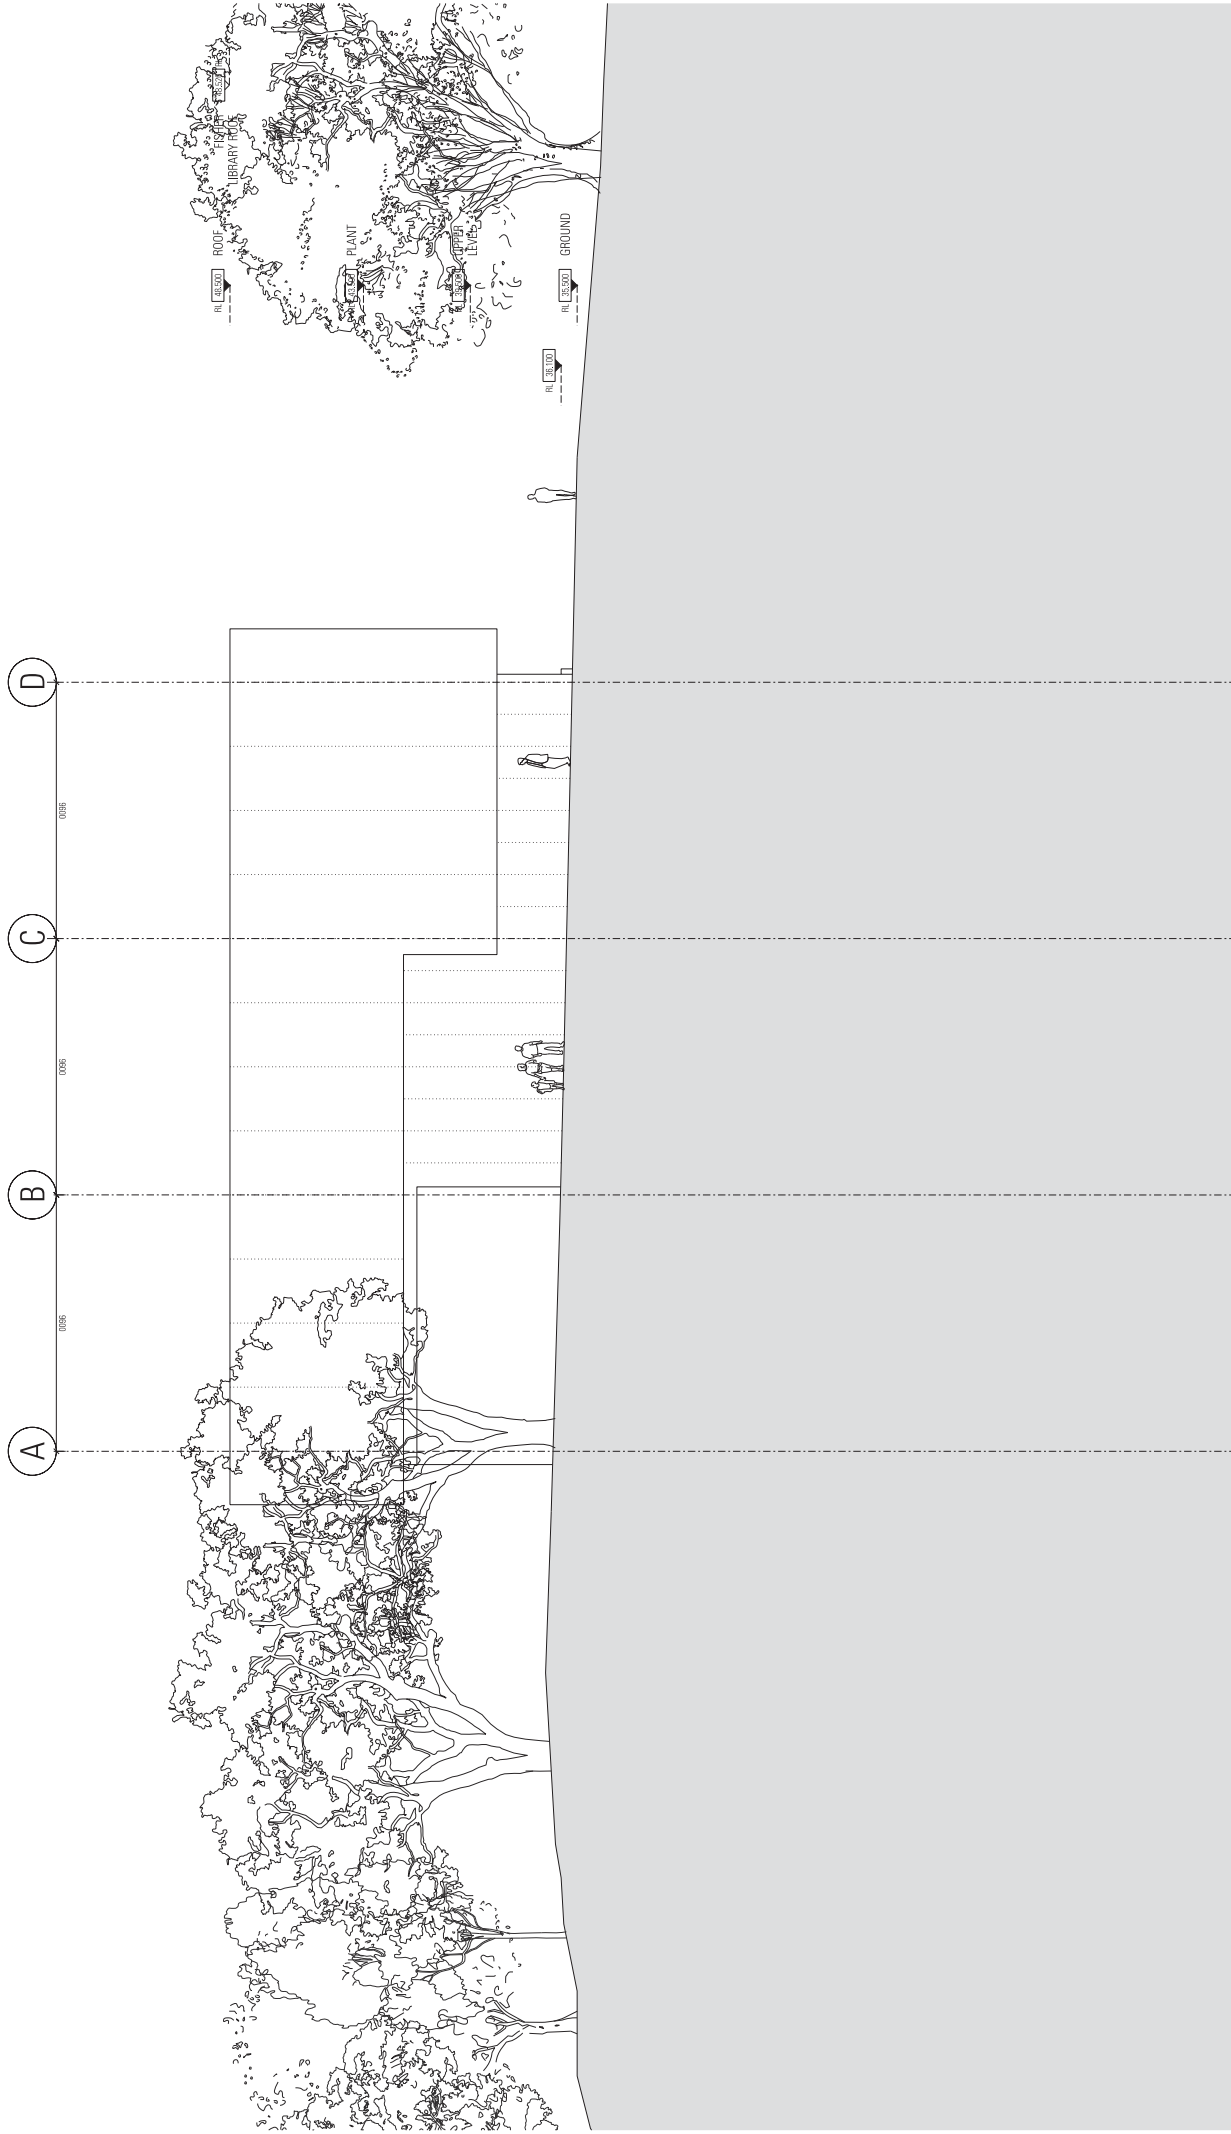 A
B
C
D
9600
9600
9600
FISHER
LIBRARY ROOF
RL 48.500 ROOF
PLANT
UPPER
LEVEL
RL 35.500 GROUND
RL 36.100